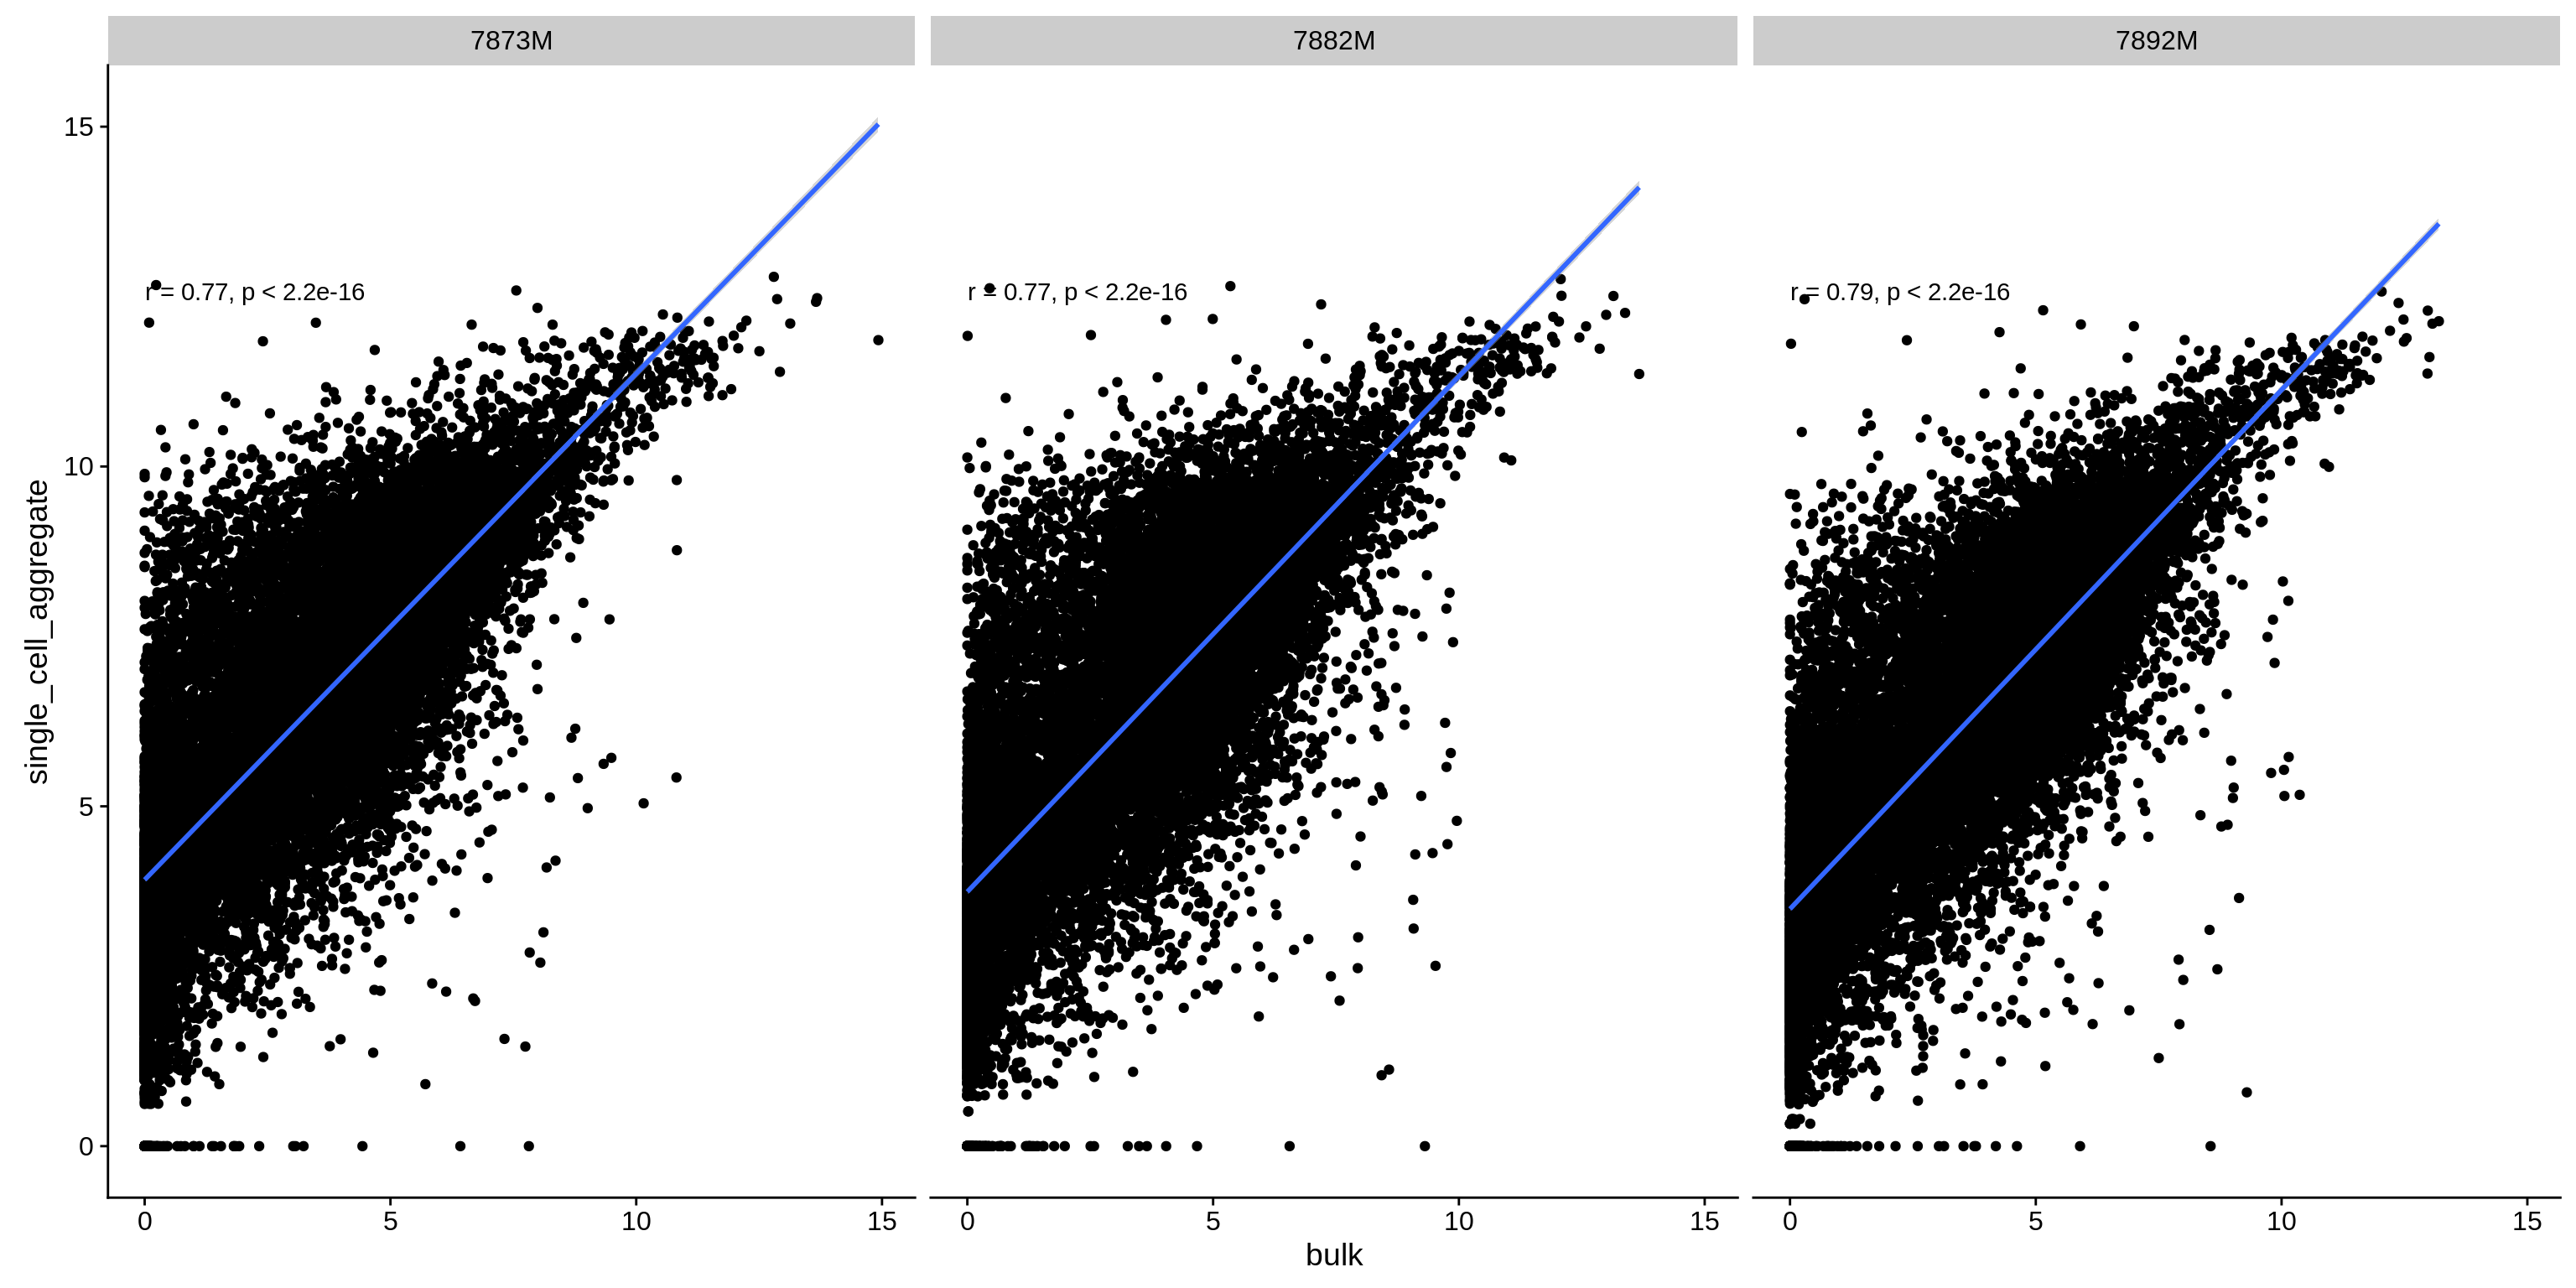 7873M
7882M
7892M
15
10
5
0
r = 0.77, p < 2.2e-16
r = 0.77, p < 2.2e-16
r = 0.79, p < 2.2e-16
single_cell_aggregate
0 5 10 15
0 5 10 15
0 5 10 15
bulk